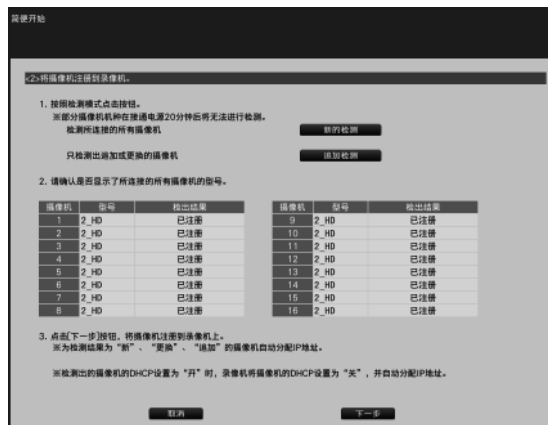 简便开始
<2>将摄像机注册到录像机。
1. 按照检测模式点击按钮。
※部分摄像机机种在接通电源20分钟后将无法进行检测。
检测所连接的所有摄像机 新的检测
只检测出追加或更换的摄像机 追加检测
2. 请确认是否显示了所连接的所有摄像机的型号。
摄像机 型号 检出结果 摄像机 型号 检出结果
1 2_HD 已注册 9 2_HD 已注册
2 2_HD 已注册 10 2_HD 已注册
3 2_HD 已注册 11 2_HD 已注册
4 2_HD 已注册 12 2_HD 已注册
5 2_HD 已注册 13 2_HD 已注册
6 2_HD 已注册 14 2_HD 已注册
7 2_HD 已注册 15 2_HD 已注册
8 2_HD 已注册 16 2_HD 已注册
3. 点击[下一步]按钮，将摄像机注册到录像机上。
※为检测结果为“新”、“更换”、“追加”的摄像机自动分配IP地址。
※检测出的摄像机的DHCP设置为“开”时，录像机将摄像机的DHCP设置为“关”，并自动分配IP地址。
取消 下一步